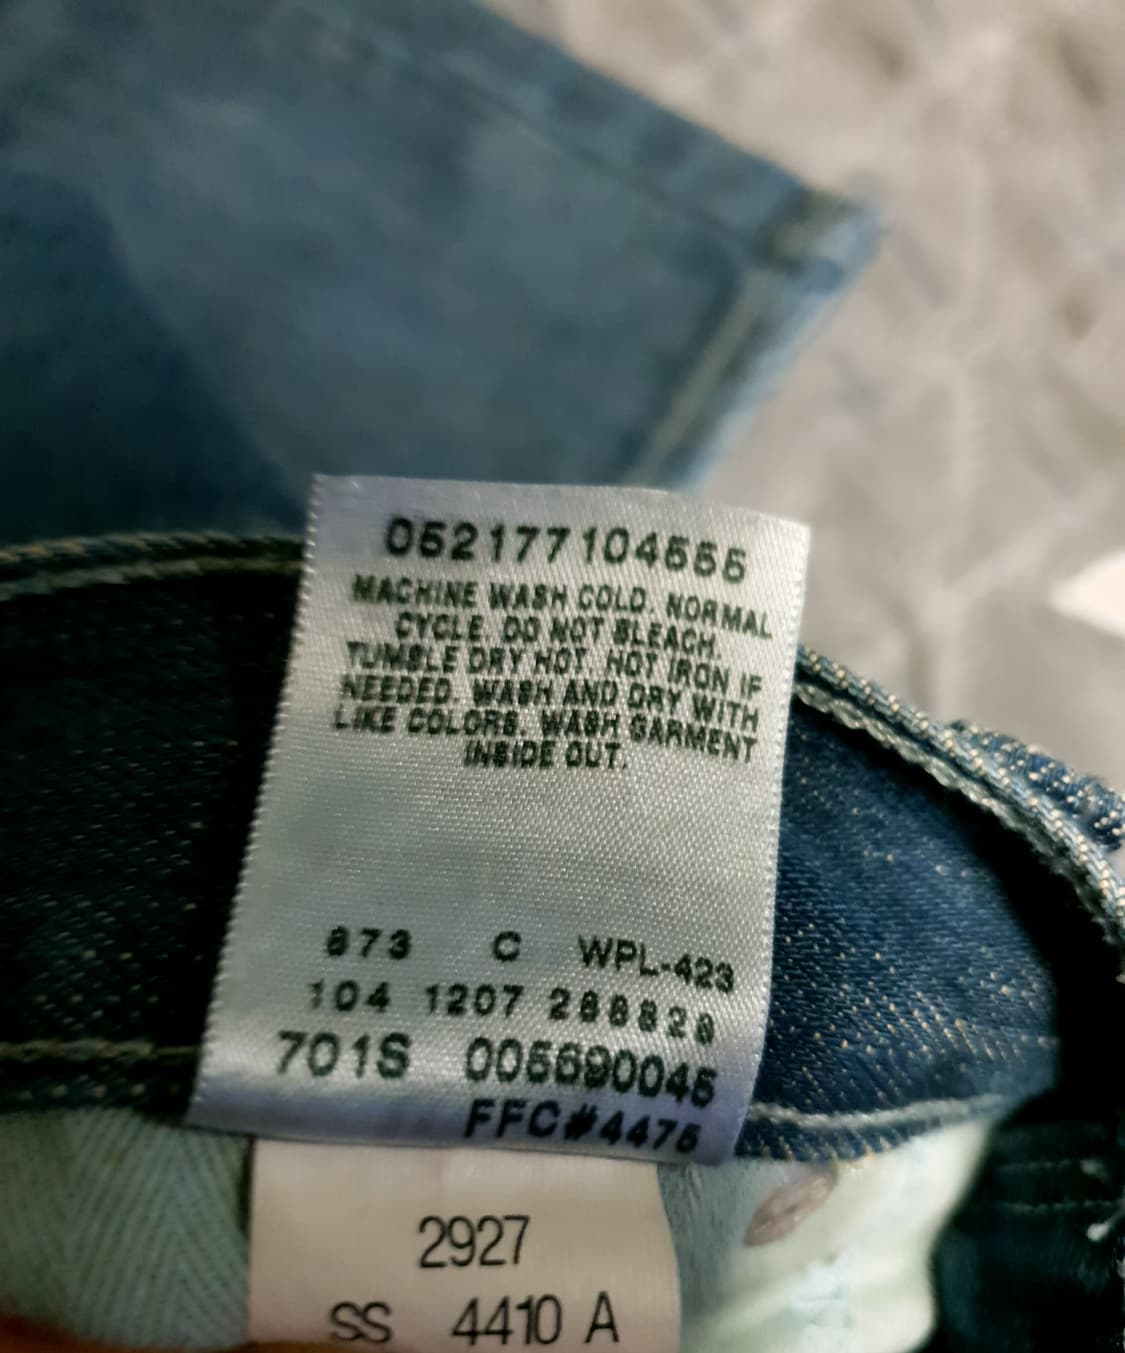 052177104555
MACHINE WASH COLD. NORMAL
CYCLE. DO NOT BLEACH.
TUMBLE DRY HOT. HOT IRON IF
NEEDED. WASH AND DRY WITH
LIKE COLORS. WASH GARMENT
INSIDE OUT.
873 C WPL-423
104 1207 288828
701S 005690045
FFC#4475
2927
SS 4410 A